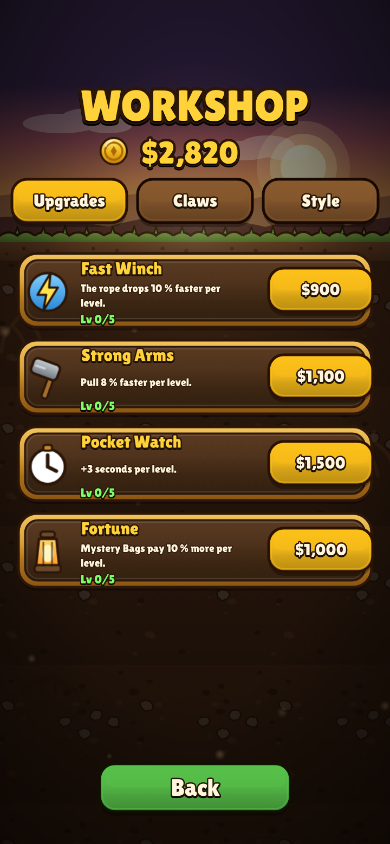 WORKSHOP
$2,820
Upgrades
Claws
Style
Fast Winch
The rope drops 10 % faster per
level.
Lv 0/5
$900
Strong Arms
Pull 8 % faster per level.
Lv 0/5
$1,100
Pocket Watch
+3 seconds per level.
Lv 0/5
$1,500
Fortune
Mystery Bags pay 10 % more per
level.
Lv 0/5
$1,000
Back